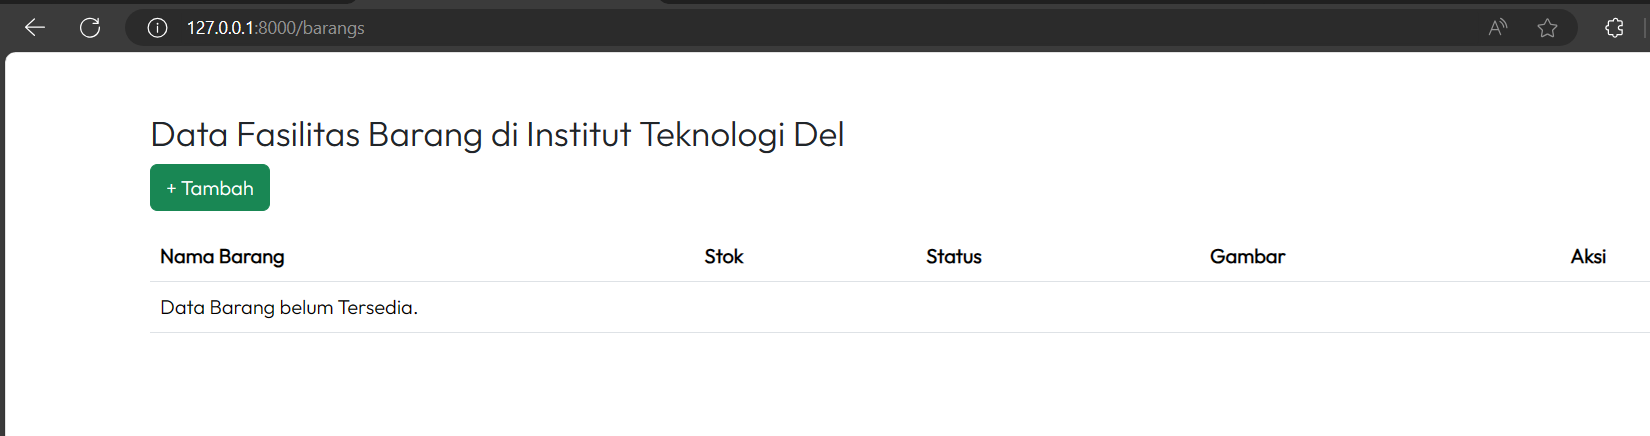 127.0.0.1:8000/barangs
Data Fasilitas Barang di Institut Teknologi Del
+ Tambah
Nama Barang Stok Status Gambar Aksi
Data Barang belum Tersedia.